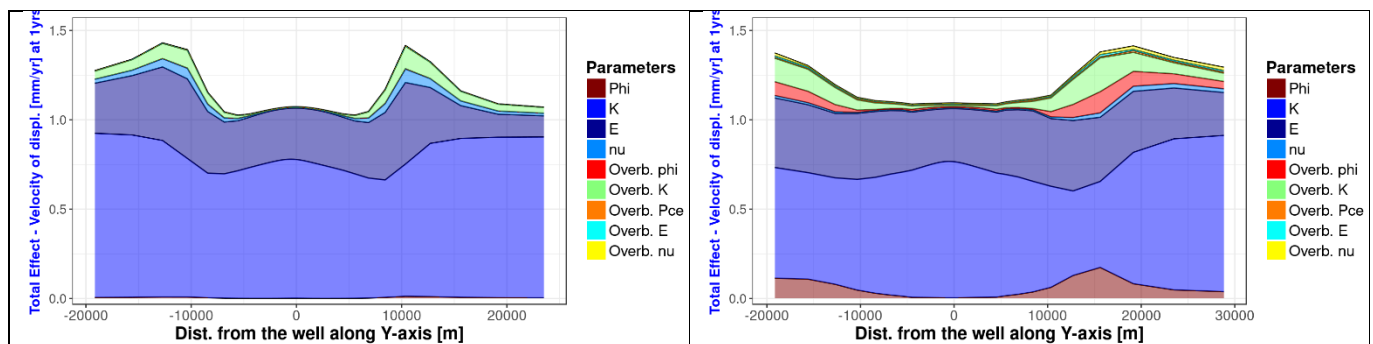 Total Effect - Velocity of displ. [mm/yr] at 1yrs
1.5
1.0
0.5
0.0
-20000
-10000
0
10000
20000
Dist. from the well along Y-axis [m]
Parameters
Phi
K
E
nu
Overb. phi
Overb. K
Overb. Pce
Overb. E
Overb. nu
Total Effect - Velocity of displ. [mm/yr] at 1yrs
1.5
1.0
0.5
0.0
-20000
-10000
0
10000
20000
30000
Dist. from the well along Y-axis [m]
Parameters
Phi
K
E
nu
Overb. phi
Overb. K
Overb. Pce
Overb. E
Overb. nu